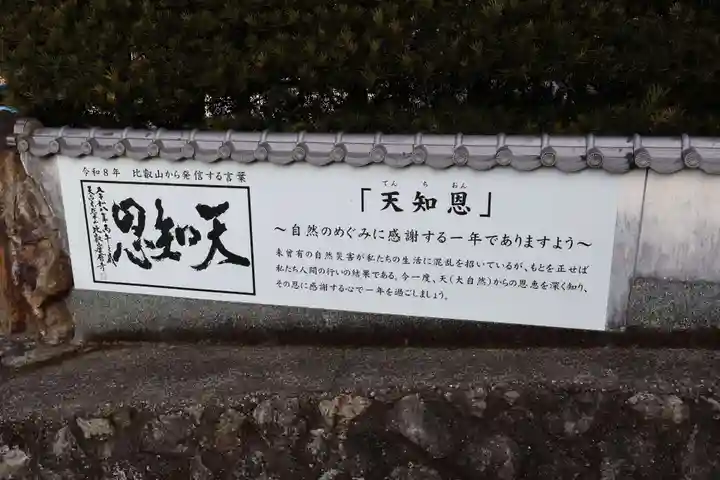 令和8年 比叡山から発信する言葉
天知恩
てんちおん
「天知恩」
～自然のめぐみに感謝する一年でありますよう～
未曾有の自然災害が私たちの生活に混乱を招いているが、もとを正せば
私たち人間の行いの結果である。今一度、天(大自然)からの恩恵を深く知り、
その恩に感謝する心で一年を過ごしましょう。